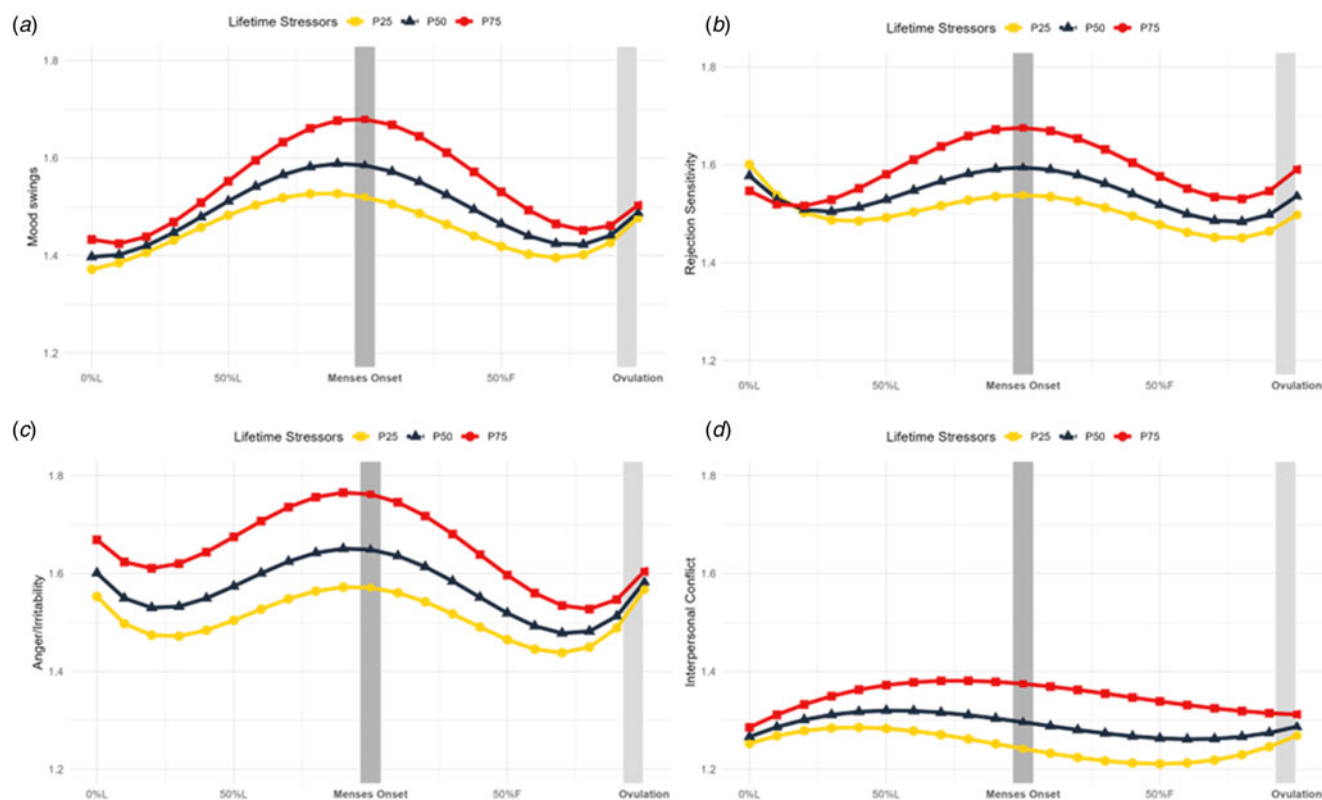 (a)
Lifetime Stressors P25 P50 P75
1.8
1.6
1.4
1.2
Mood swings
0%L 50%L Menses Onset 50%F Ovulation
(b)
Lifetime Stressors P25 P50 P75
1.8
1.6
1.4
1.2
Rejection Sensitivity
0%L 50%L Menses Onset 50%F Ovulation
(c)
Lifetime Stressors P25 P50 P75
1.8
1.6
1.4
1.2
Anger/Irritability
0%L 50%L Menses Onset 50%F Ovulation
(d)
Lifetime Stressors P25 P50 P75
1.8
1.6
1.4
1.2
Interpersonal Conflict
0%L 50%L Menses Onset 50%F Ovulation